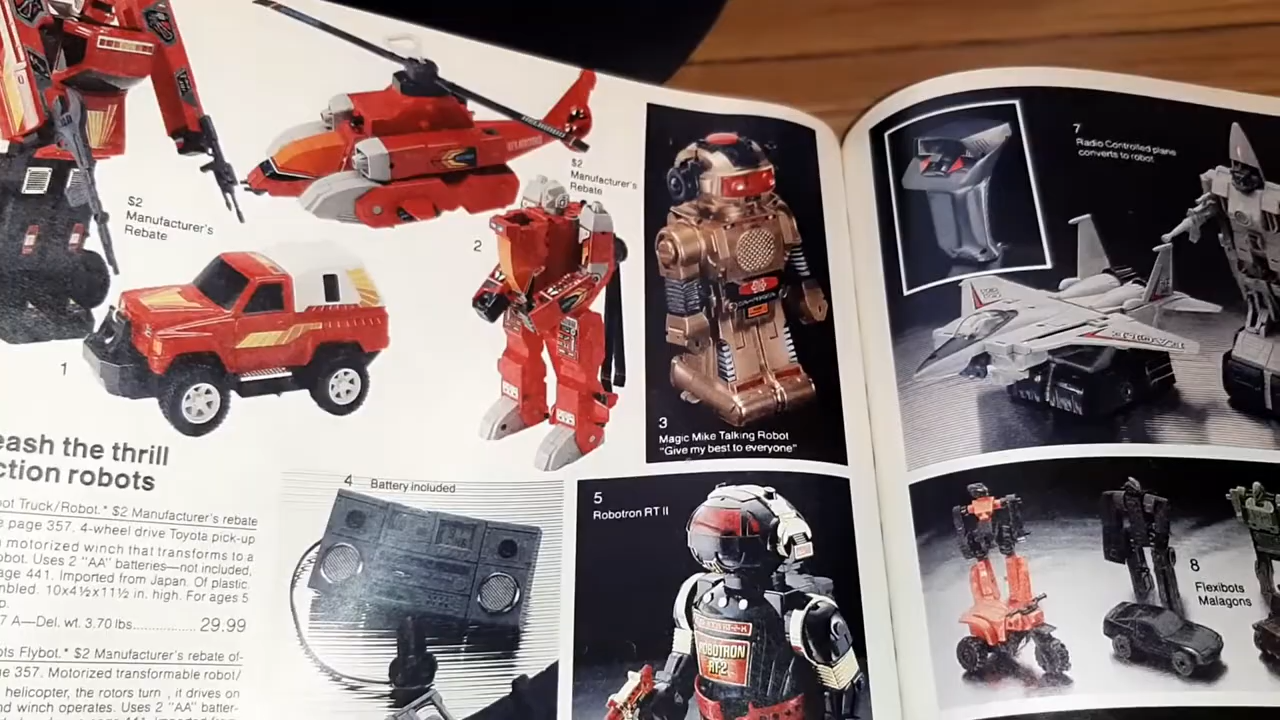 $2
Manufacturer's
Rebate
$2
Manufacturer's
Rebate
1
2
3
Magic Mike Talking Robot
"Give my best to everyone"
4 Battery included
5
Robotron RT II
ROBOTRON
RT-2
7
Radio Controlled plane
converts to robot
8
Flexibots
Malagons
eash the thrill
ction robots
bot Truck/Robot.* $2 Manufacturer's rebate
e page 357. 4-wheel drive Toyota pick-up
motorized winch that transforms to a
obot. Uses 2 "AA" batteries—not included,
age 441. Imported from Japan. Of plastic.
mbled. 10x4½x11½ in. high. For ages 5
p.
7 A—Del. wt. 3.70 lbs. 29.99
ots Flybot.* $2 Manufacturer's rebate of-
ge 357. Motorized transformable robot/
helicopter, the rotors turn, it drives on
nd winch operates. Uses 2 "AA" batter-